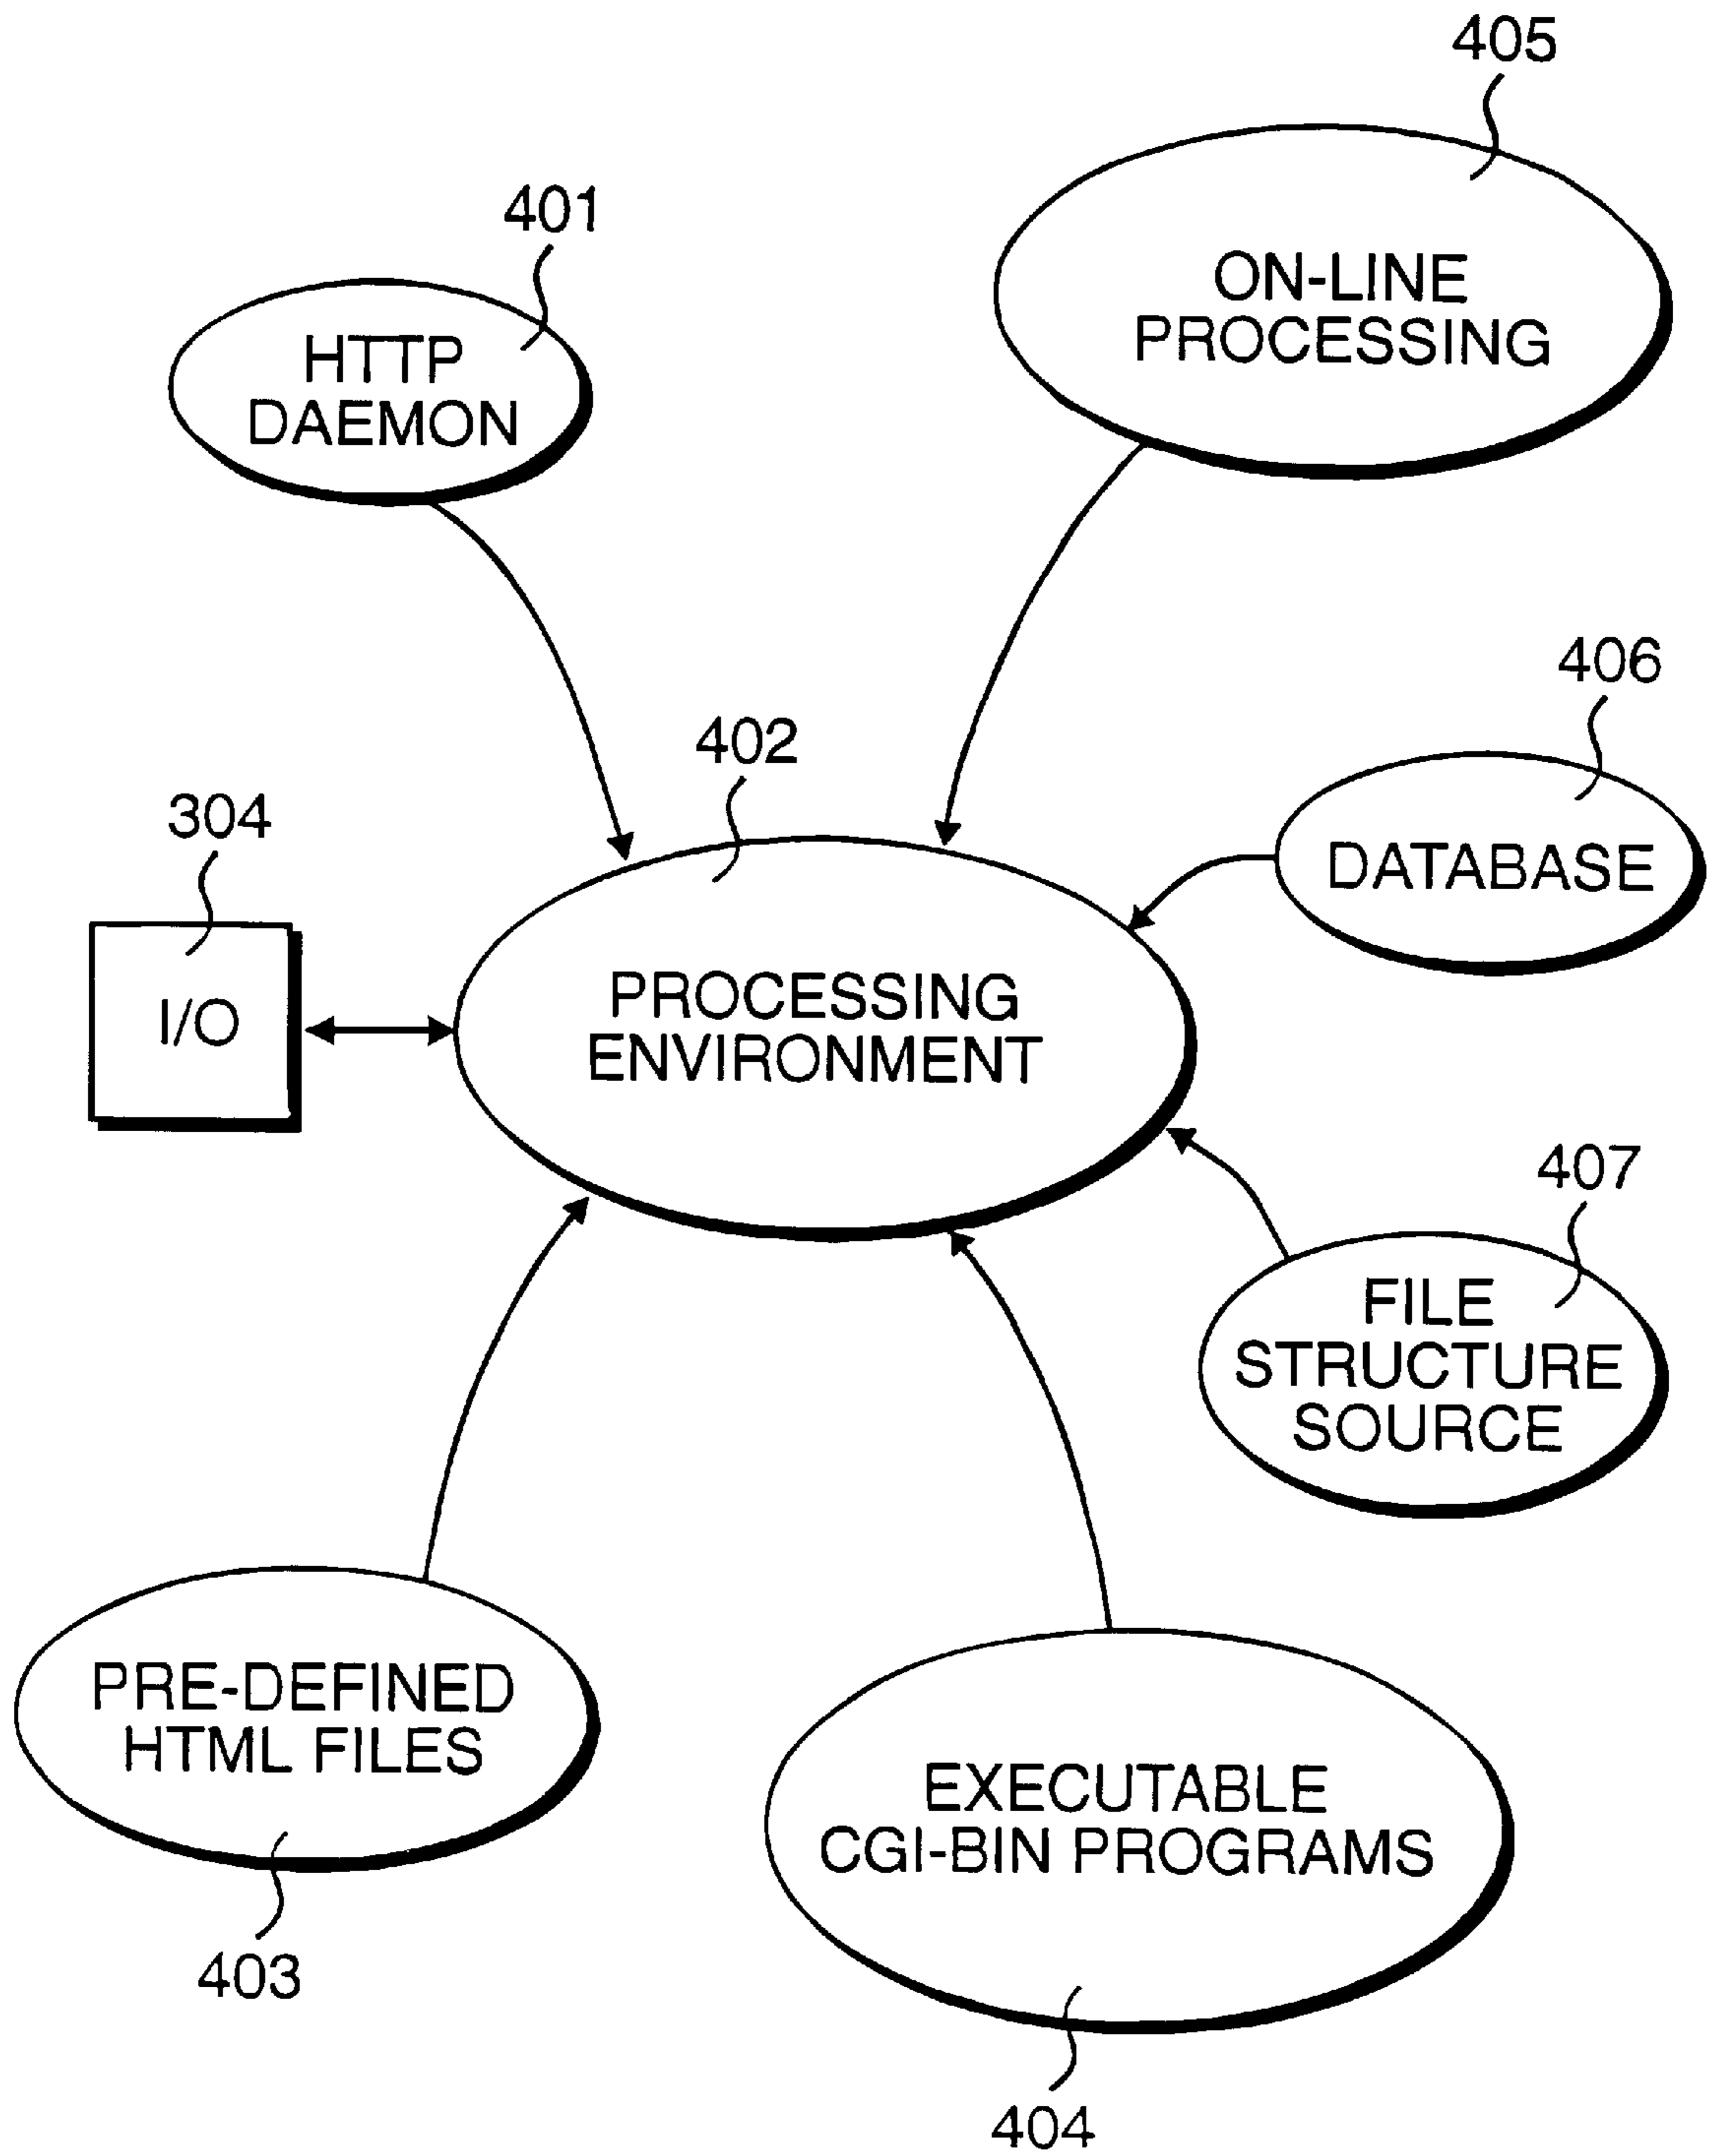 405
401
ON-LINE
PROCESSING
HTTP
DAEMON
406
402
304
DATABASE
PROCESSING
ENVIRONMENT
I/O
407
FILE
STRUCTURE
SOURCE
PRE-DEFINED
HTML FILES
EXECUTABLE
CGI-BIN PROGRAMS
403
404